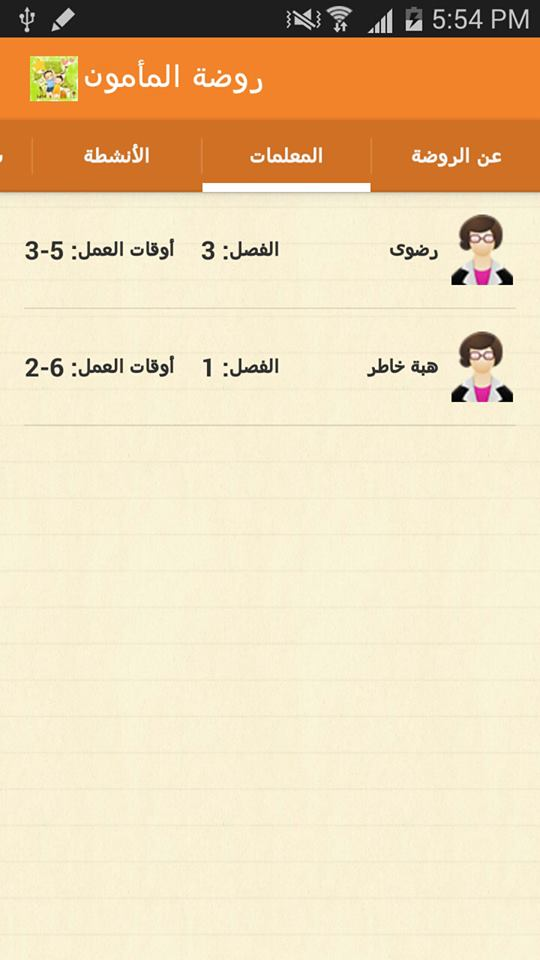 5:54 PM
روضة المأمون
عن الروضة
المعلمات
الأنشطة
رضوى الفصل: 3 أوقات العمل: 5-3
هبة خاطر الفصل: 1 أوقات العمل: 6-2